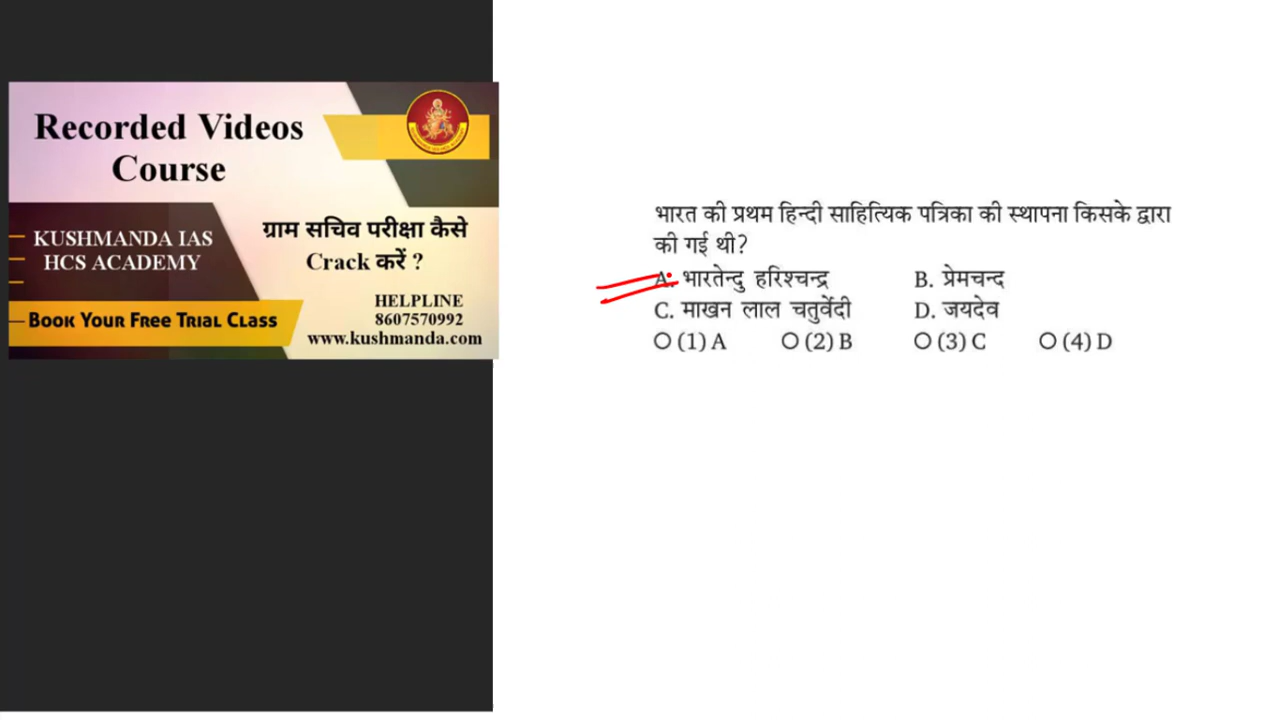 Recorded Videos
Course
KUSHMANDA IAS
HCS ACADEMY
ग्राम सचिव परीक्षा कैसे
Crack करें ?
BOOK YOUR FREE TRIAL CLASS
HELPLINE
8607570992
www.kushmanda.com
भारत की प्रथम हिन्दी साहित्यिक पत्रिका की स्थापना किसके द्वारा
की गई थी?
A. भारतेन्दु हरिश्चन्द्र B. प्रेमचन्द
C. माखन लाल चतुर्वेदी D. जयदेव
(1) A (2) B (3) C (4) D